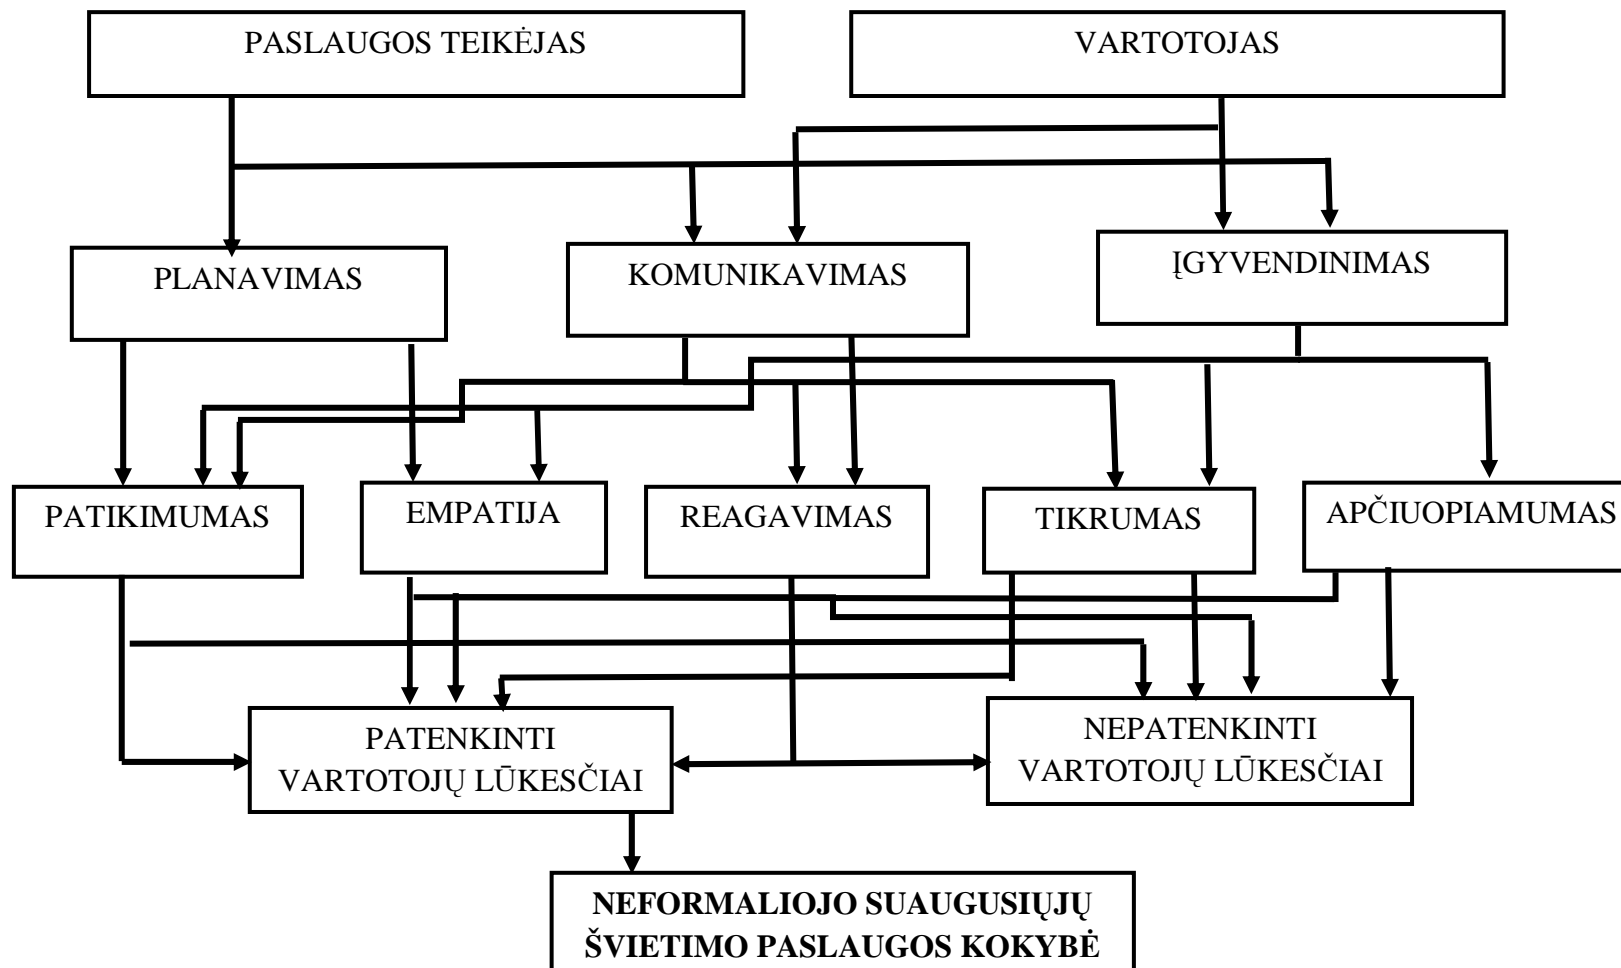 PASLAUGOS TEIKĖJAS
VARTOTOJAS
PLANAVIMAS
KOMUNIKAVIMAS
ĮGYVENDINIMAS
PATIKIMUMAS
EMPATIJA
REAGAVIMAS
TIKRUMAS
APČIUOPIAMUMAS
PATENKINTI
VARTOTOJŲ LŪKESČIAI
NEPATENKINTI
VARTOTOJŲ LŪKESČIAI
NEFORMALIOJO SUAUGUSIŲJŲ
ŠVIETIMO PASLAUGOS KOKYBĖ